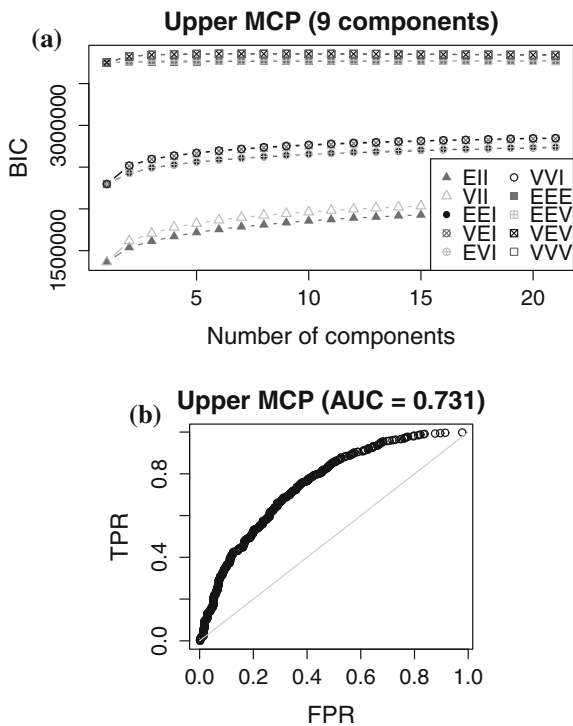 (a)
Upper MCP (9 components)
BIC
3000000
1500000
EII
VII
EEI
VEI
EVI
VVI
EEE
EEV
VEV
VVV
5
10
15
20
Number of components
(b)
Upper MCP (AUC = 0.731)
TPR
0.8
0.4
0.0
0.0
0.2
0.4
0.6
0.8
1.0
FPR